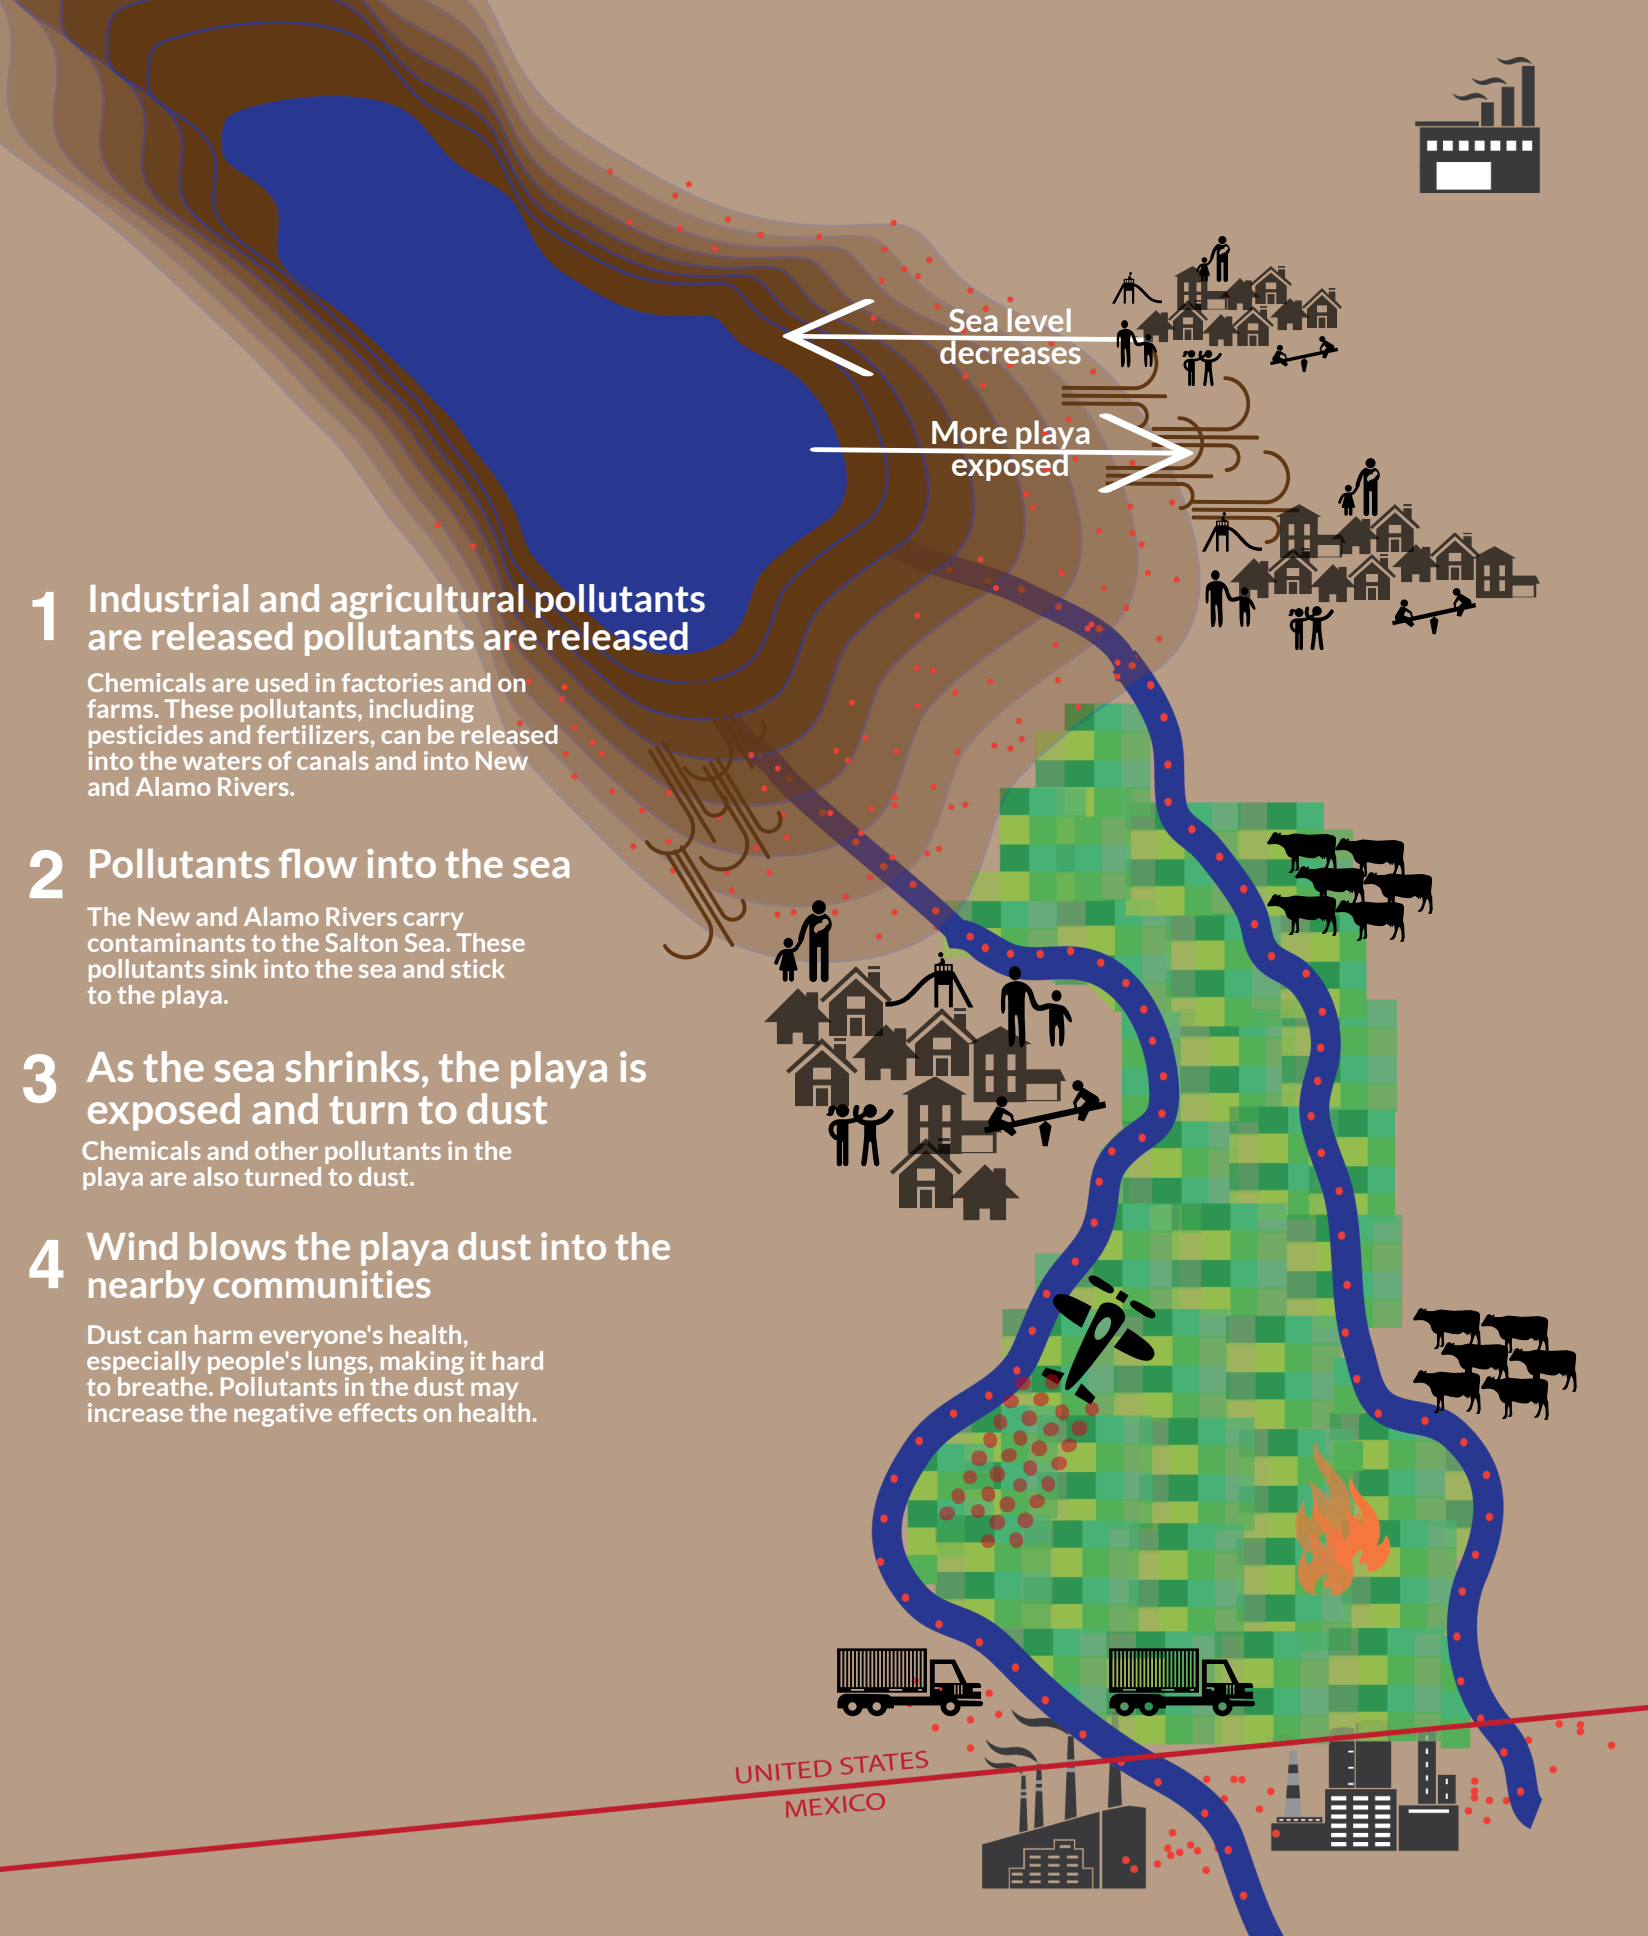 Sea level
decreases
More playa
exposed
1
Industrial and agricultural pollutants
are released pollutants are released
Chemicals are used in factories and on
farms. These pollutants, including
pesticides and fertilizers, can be released
into the waters of canals and into New
and Alamo Rivers.
2
Pollutants flow into the sea
The New and Alamo Rivers carry
contaminants to the Salton Sea. These
pollutants sink into the sea and stick
to the playa.
3
As the sea shrinks, the playa is
exposed and turn to dust
Chemicals and other pollutants in the
playa are also turned to dust.
4
Wind blows the playa dust into the
nearby communities
Dust can harm everyone's health,
especially people's lungs, making it hard
to breathe. Pollutants in the dust may
increase the negative effects on health.
UNITED STATES
MEXICO